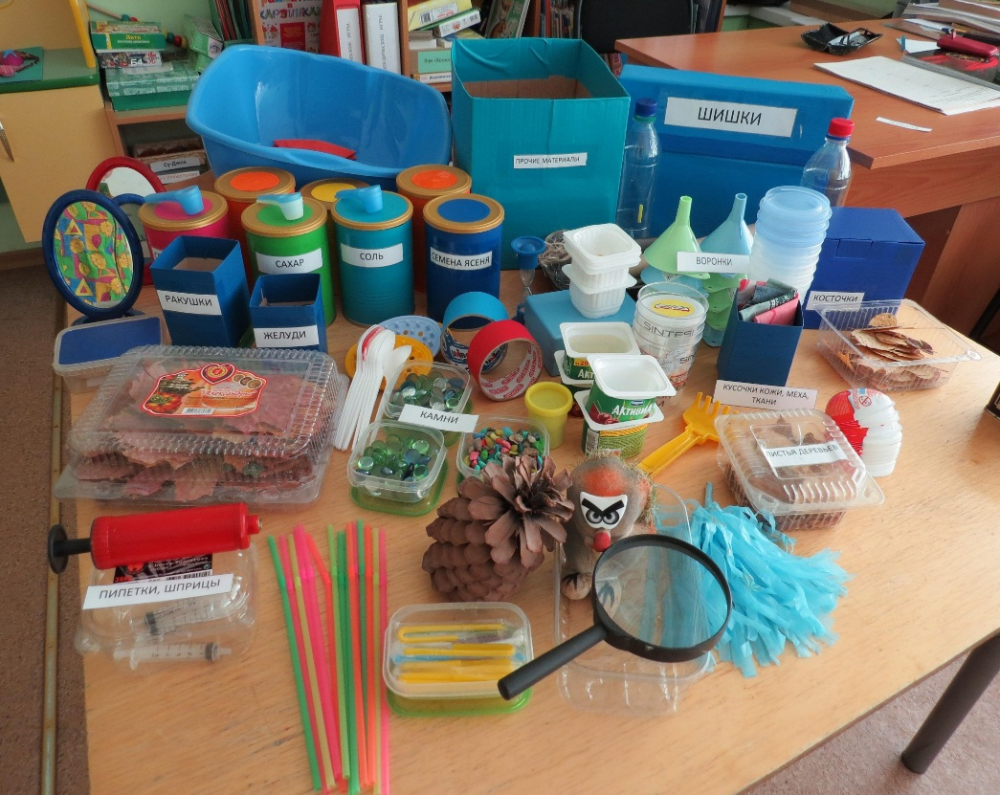 ШИШКИ
ПРОЧИЕ МАТЕРИАЛЫ
САХАР
СОЛЬ
СЕМЕНА ЯСЕНЯ
ВОРОНКИ
РАКУШКИ
КОСТОЧКИ
ЖЕЛУДИ
SINTE
АКТИВИА
КУСОЧКИ КОЖИ, МЕХА,
ТКАНИ
КАМНИ
ЛИСТЬЯ ДЕРЕВЬЕВ
ПИПЕТКИ, ШПРИЦЫ